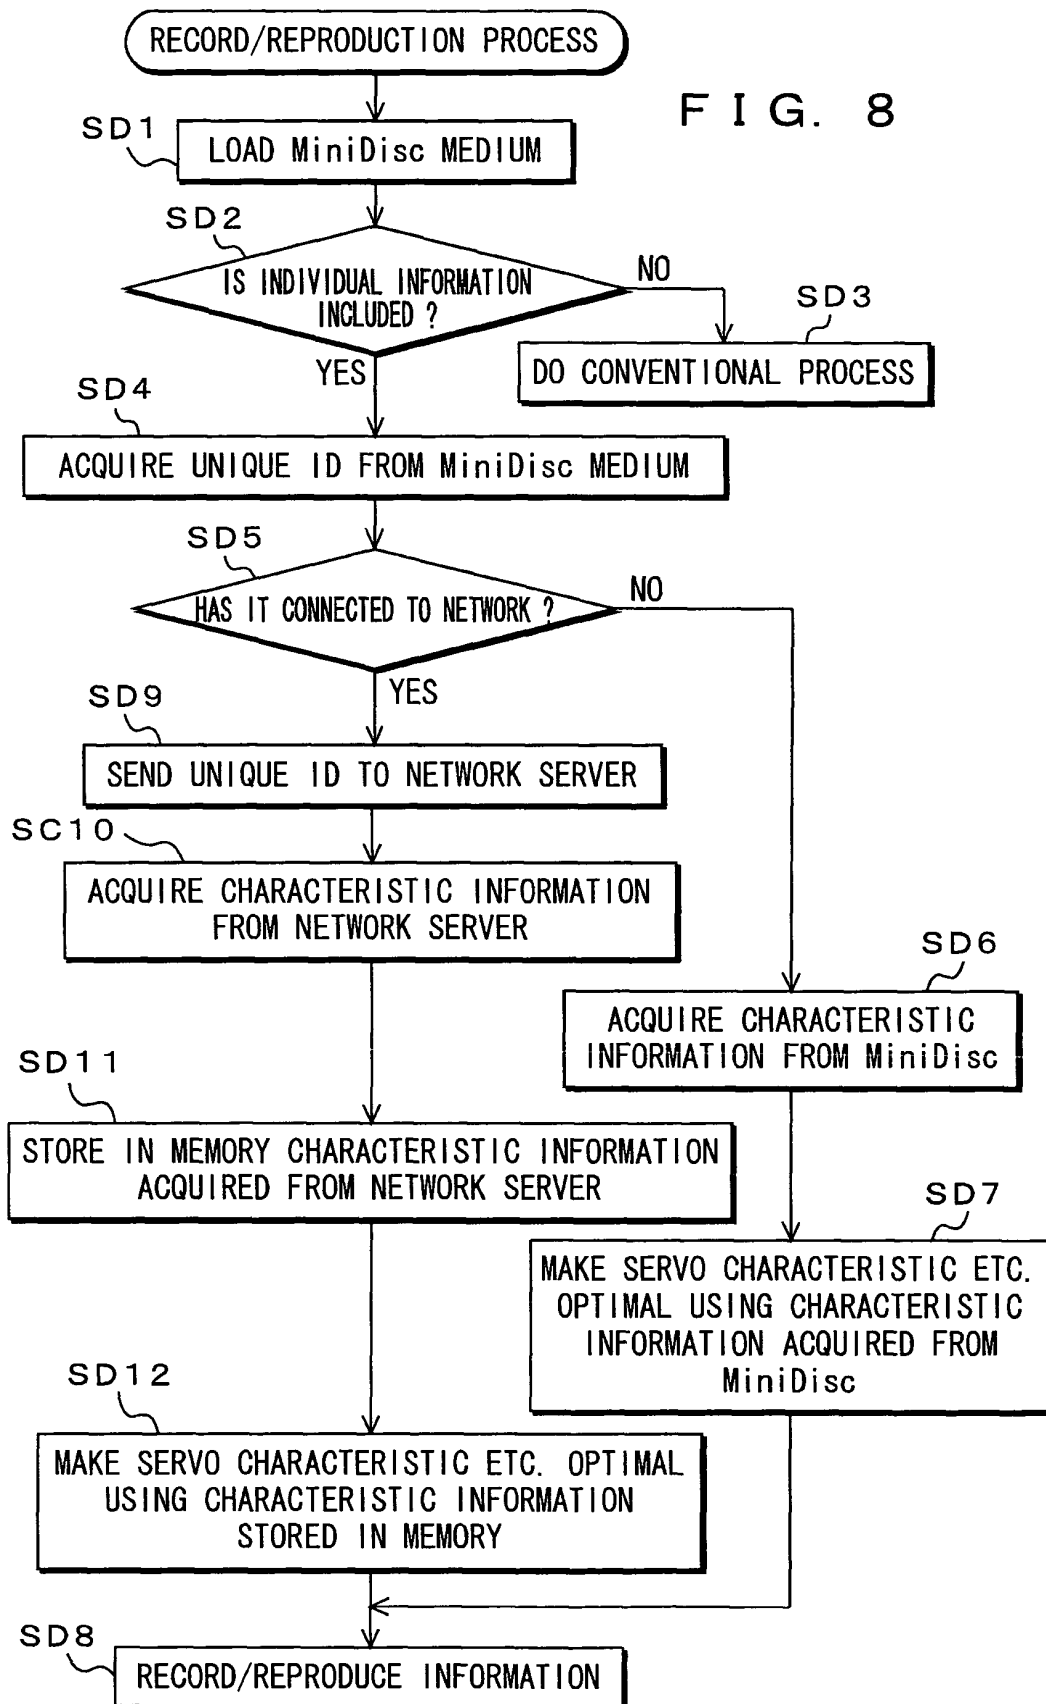 RECORD/REPRODUCTION PROCESS
FIG. 8
SD1
LOAD MiniDisc MEDIUM
SD2
IS INDIVIDUAL INFORMATION
INCLUDED ?
NO
SD3
DO CONVENTIONAL PROCESS
YES
SD4
ACQUIRE UNIQUE ID FROM MiniDisc MEDIUM
SD5
HAS IT CONNECTED TO NETWORK ?
NO
YES
SD9
SEND UNIQUE ID TO NETWORK SERVER
SC10
ACQUIRE CHARACTERISTIC INFORMATION
FROM NETWORK SERVER
SD6
ACQUIRE CHARACTERISTIC
INFORMATION FROM MiniDisc
SD11
STORE IN MEMORY CHARACTERISTIC INFORMATION
ACQUIRED FROM NETWORK SERVER
SD7
MAKE SERVO CHARACTERISTIC ETC.
OPTIMAL USING CHARACTERISTIC
INFORMATION ACQUIRED FROM
MiniDisc
SD12
MAKE SERVO CHARACTERISTIC ETC. OPTIMAL
USING CHARACTERISTIC INFORMATION
STORED IN MEMORY
SD8
RECORD/REPRODUCE INFORMATION